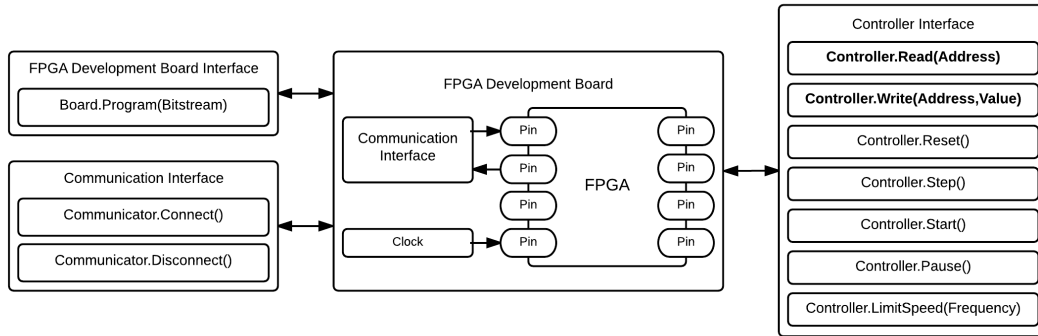 FPGA Development Board Interface
Board.Program(Bitstream)
Communication Interface
Communicator.Connect()
Communicator.Disconnect()
FPGA Development Board
Communication
Interface
Clock
Pin
Pin
Pin
Pin
FPGA
Pin
Pin
Pin
Pin
Controller Interface
Controller.Read(Address)
Controller.Write(Address,Value)
Controller.Reset()
Controller.Step()
Controller.Start()
Controller.Pause()
Controller.LimitSpeed(Frequency)